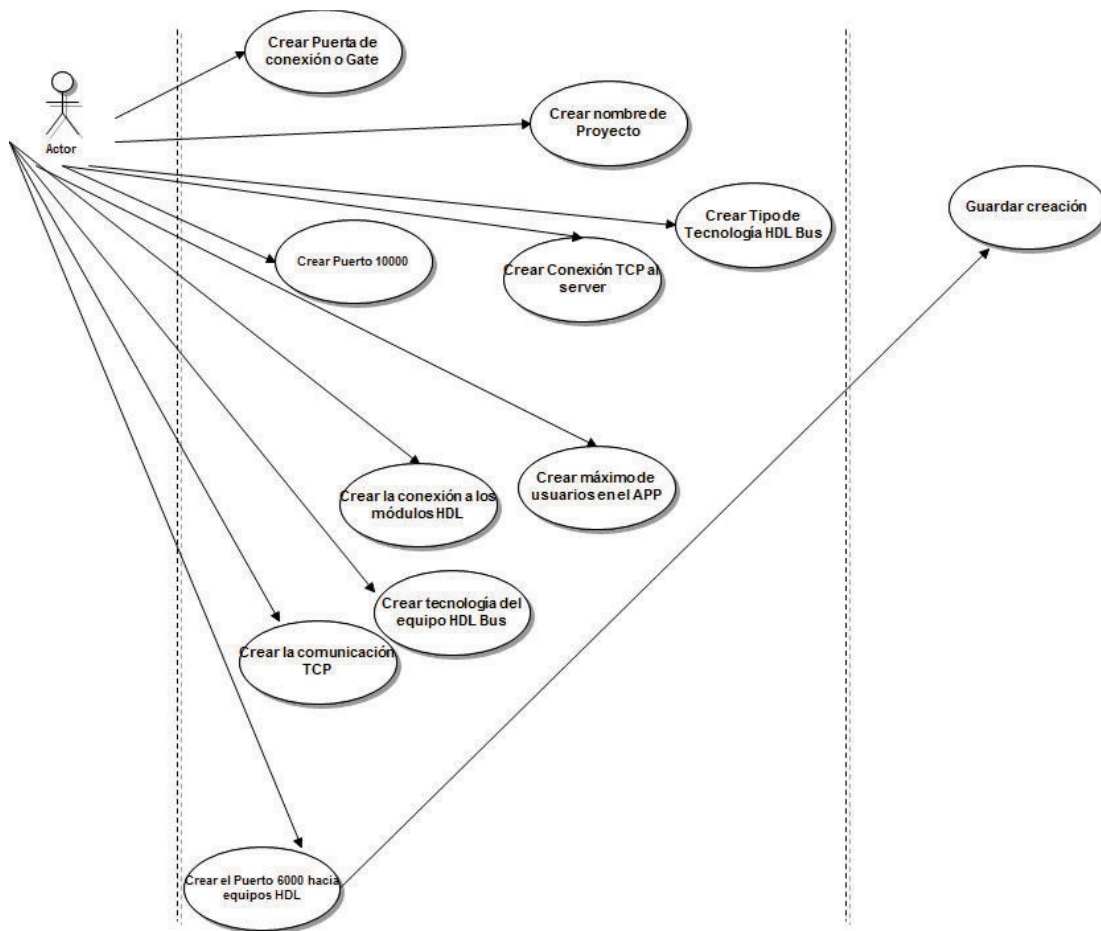 Crear Puerta de
conexión o Gate
Actor
Crear nombre de
Proyecto
Crear Tipo de
Tecnología HDL Bus
Guardar creación
Crear Puerto 10000
Crear Conexión TCP al
server
Crear máximo de
usuarios en el APP
Crear la conexión a los
módulos HDL
Crear tecnología del
equipo HDL Bus
Crear la comunicación
TCP
Crear el Puerto 6000 hacia
equipos HDL